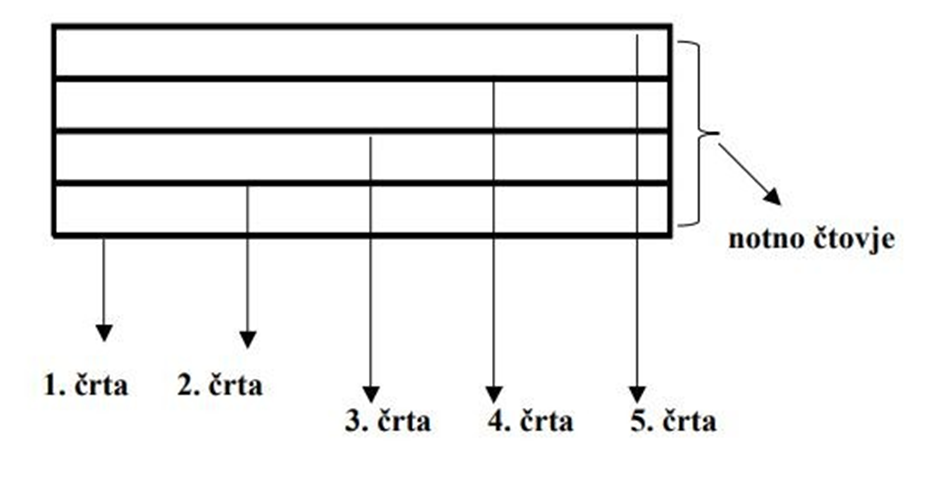 notno čtovje
1. črta
2. črta
3. črta
4. črta
5. črta